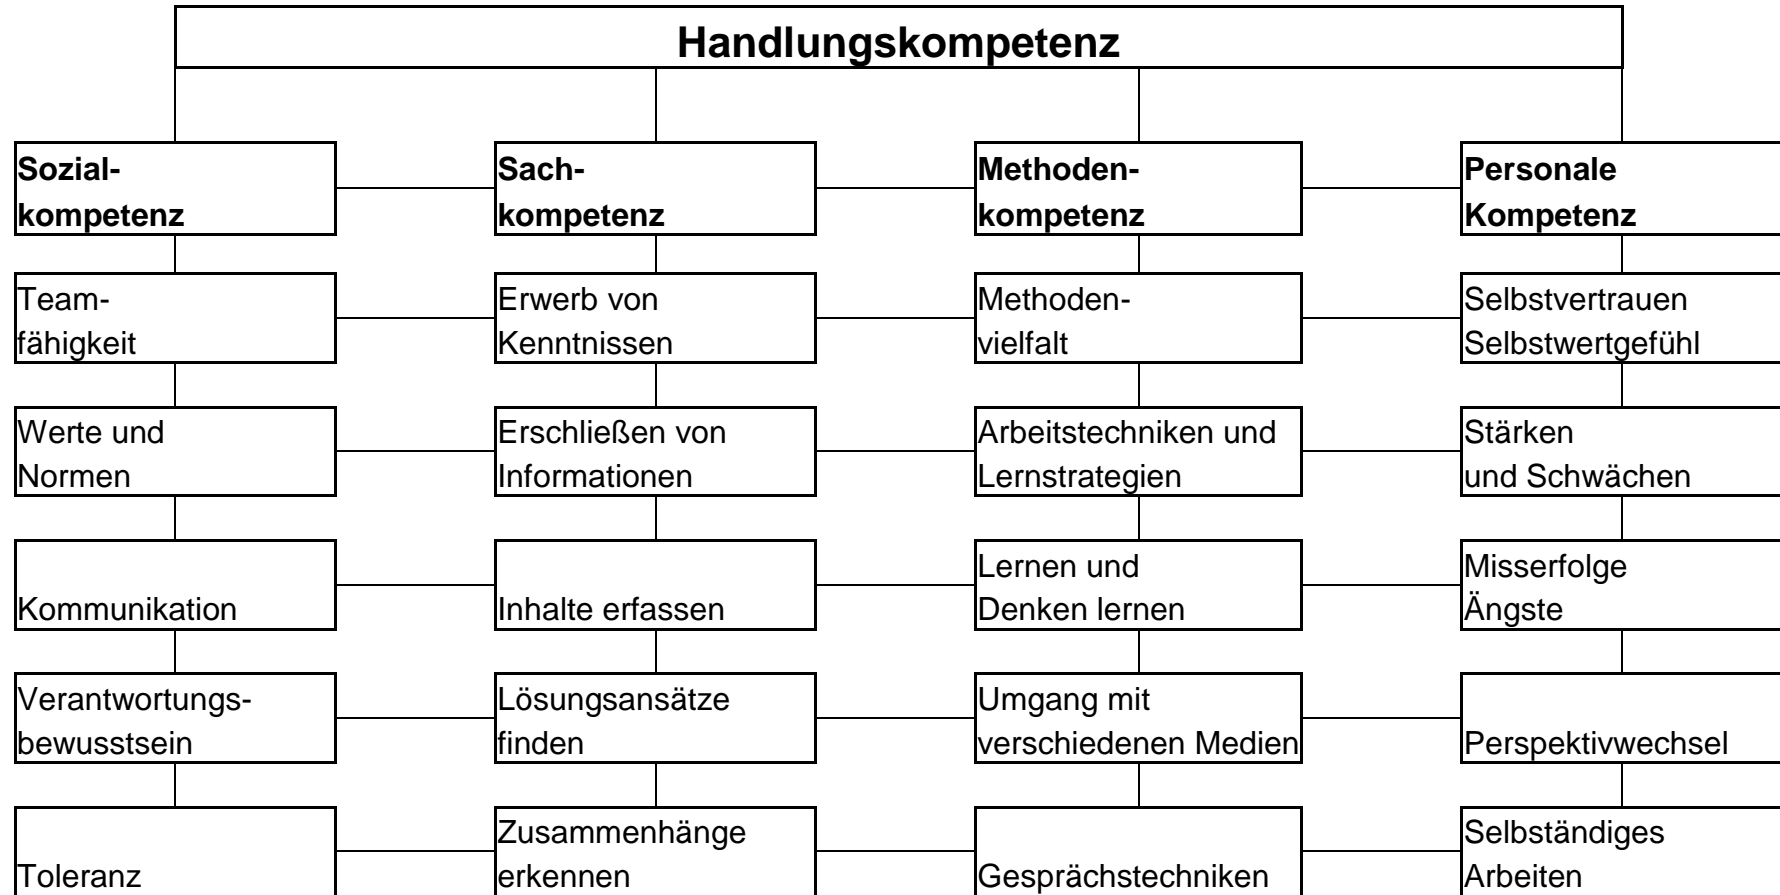 Handlungskompetenz
Sozial-
kompetenz
Sach-
kompetenz
Methoden-
kompetenz
Personale
Kompetenz
Team-
fähigkeit
Erwerb von
Kenntnissen
Methoden-
vielfalt
Selbstvertrauen
Selbstwertgefühl
Werte und
Normen
Erschließen von
Informationen
Arbeitstechniken und
Lernstrategien
Stärken
und Schwächen
Kommunikation
Inhalte erfassen
Lernen und
Denken lernen
Misserfolge
Ängste
Verantwortungs-
bewusstsein
Lösungsansätze
finden
Umgang mit
verschiedenen Medien
Perspektivwechsel
Toleranz
Zusammenhänge
erkennen
Gesprächstechniken
Selbständiges
Arbeiten